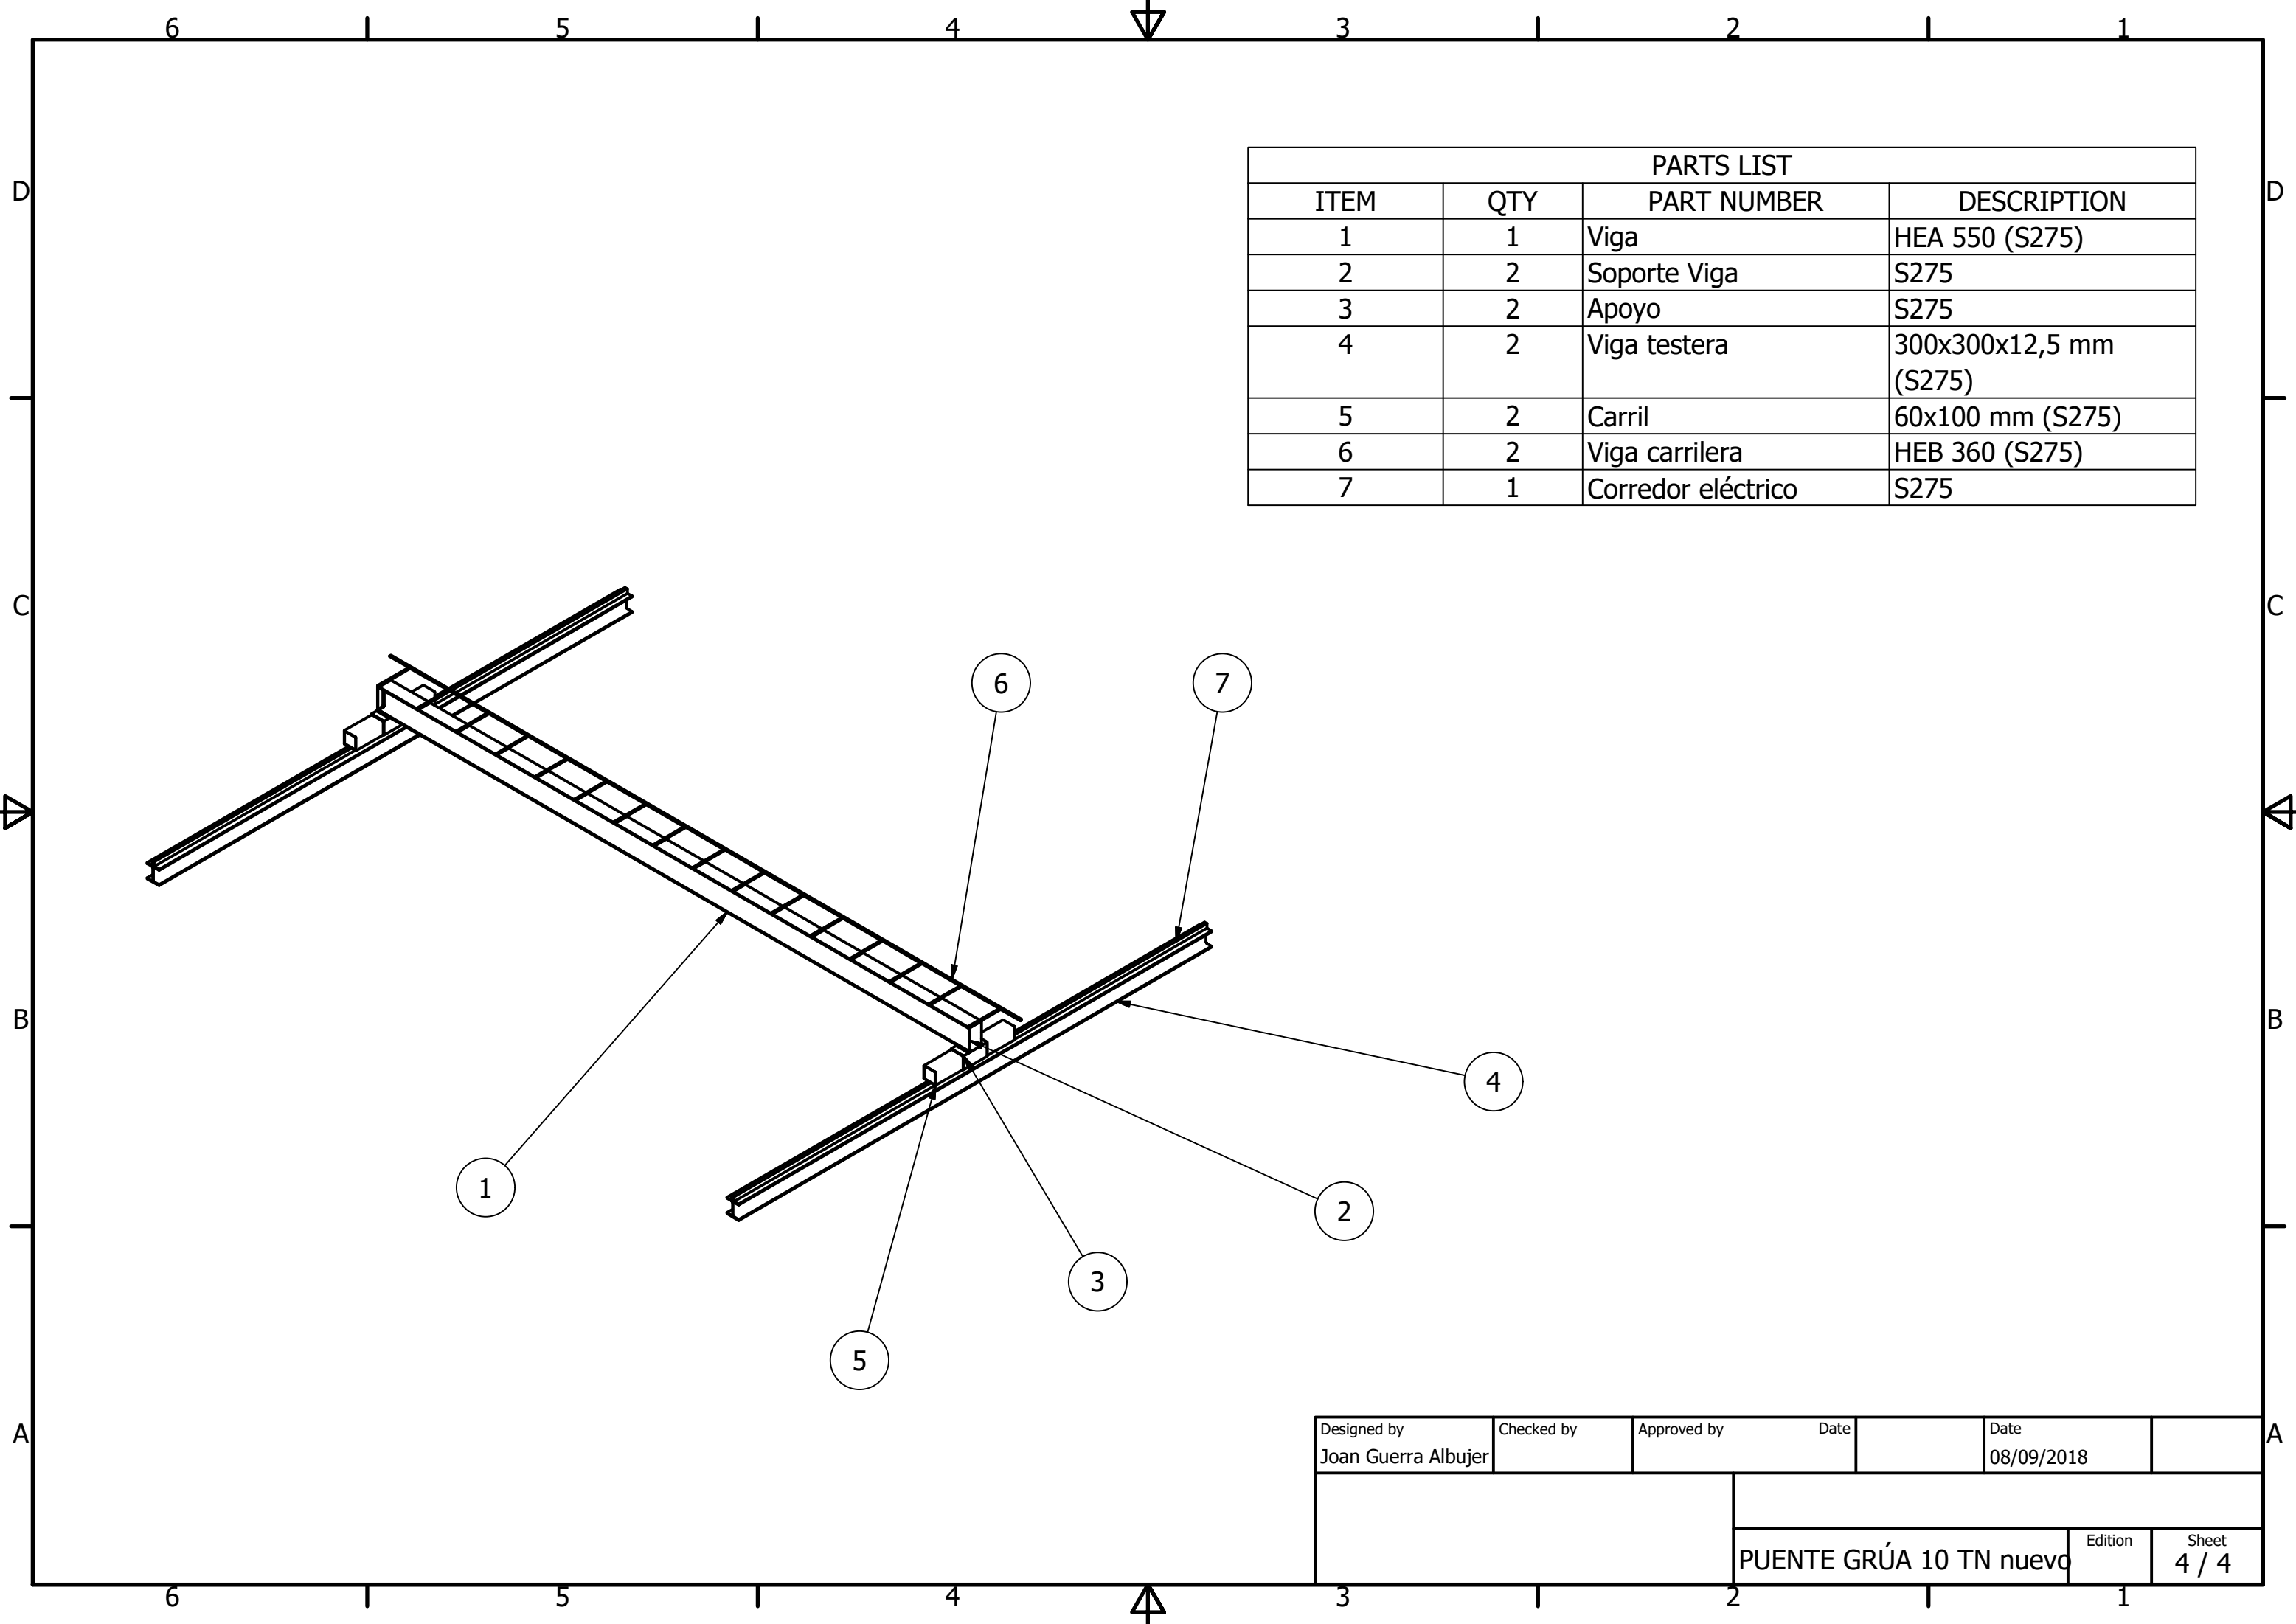 6 5 4 3 2 1
PARTS LIST
ITEM QTY PART NUMBER DESCRIPTION
1 1 Viga HEA 550 (S275)
2 2 Soporte Viga S275
3 2 Apoyo S275
4 2 Viga testera 300x300x12,5 mm
(S275)
5 2 Carril 60x100 mm (S275)
6 2 Viga carrilera HEB 360 (S275)
7 1 Corredor eléctrico S275
D D
C C
6 7
B B
4
1 2
3
5
A A
Designed by Checked by Approved by Date Date
Joan Guerra Albujer 08/09/2018
Edition Sheet
PUENTE GRÚA 10 TN nuevo 4 / 4
6 5 4 3 2 1